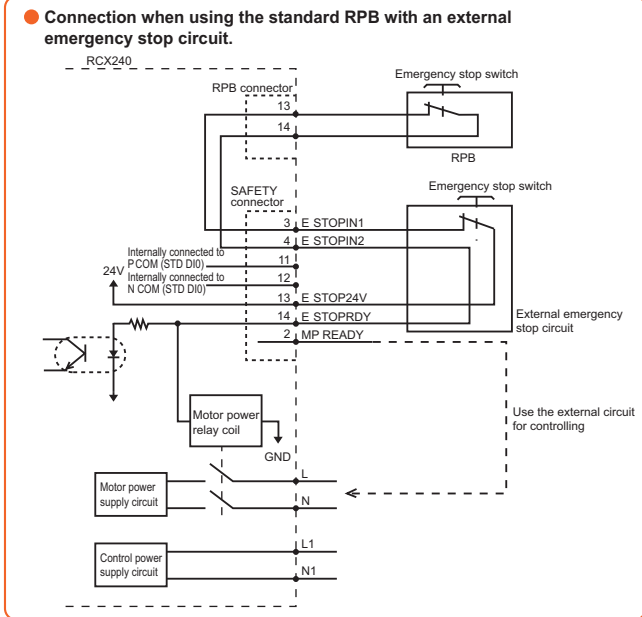 Connection when using the standard RPB with an external
emergency stop circuit.
RCX240
RPB connector
13
14
Emergency stop switch
RPB
SAFETY
connector
Emergency stop switch
3 E STOPIN1
4 E STOPIN2
Internally connected to
P COM (STD DI0)
11
24V
Internally connected to
N COM (STD DI0)
12
13 E STOP24V
14 E STOPRDY
2 MP READY
External emergency
stop circuit
Use the external circuit
for controlling
Motor power
relay coil
GND
Motor power
supply circuit
L
N
Control power
supply circuit
L1
N1